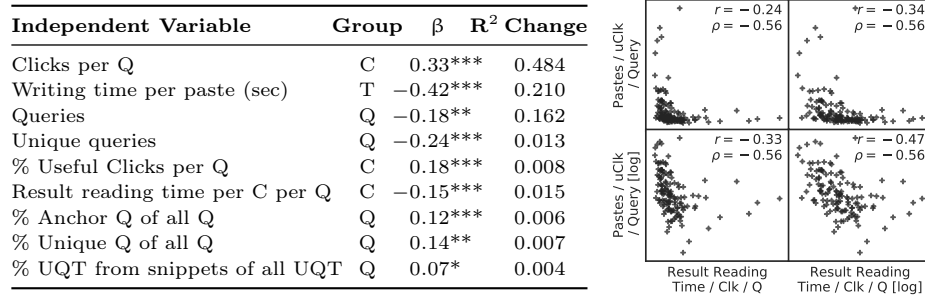 Independent Variable Group β R² Change
Clicks per Q C 0.33*** 0.484
Writing time per paste (sec) T −0.42*** 0.210
Queries Q −0.18** 0.162
Unique queries Q −0.24*** 0.013
% Useful Clicks per Q C 0.18*** 0.008
Result reading time per C per Q C −0.15*** 0.015
% Anchor Q of all Q Q 0.12*** 0.006
% Unique Q of all Q Q 0.14** 0.007
% UQT from snippets of all UQT Q 0.07* 0.004
Pastes / uClk
/ Query
r = −0.24
ρ = −0.56
r = −0.34
ρ = −0.56
Pastes / uClk
/ Query [log]
r = −0.33
ρ = −0.56
r = −0.47
ρ = −0.56
Result Reading
Time / Clk / Q
Result Reading
Time / Clk / Q [log]